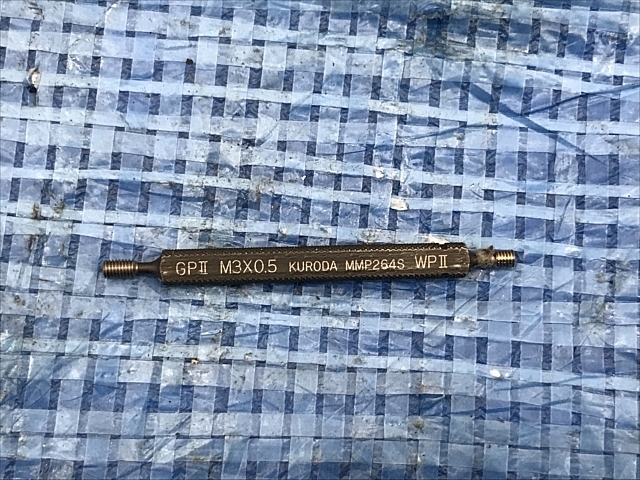 GPⅡ M3X0.5 KURODA MMP264S WPⅡ